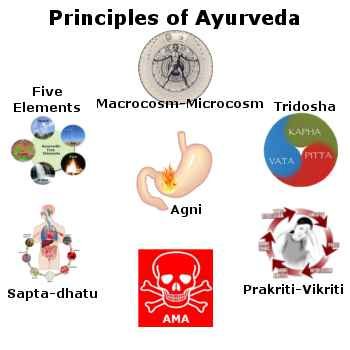 Principles of Ayurveda
Macrocosm-Microcosm
Five
Elements
Tridosha
KAPHA
VATA
PITTA
Agni
Sapta-dhatu
Prakriti-Vikriti
AMA